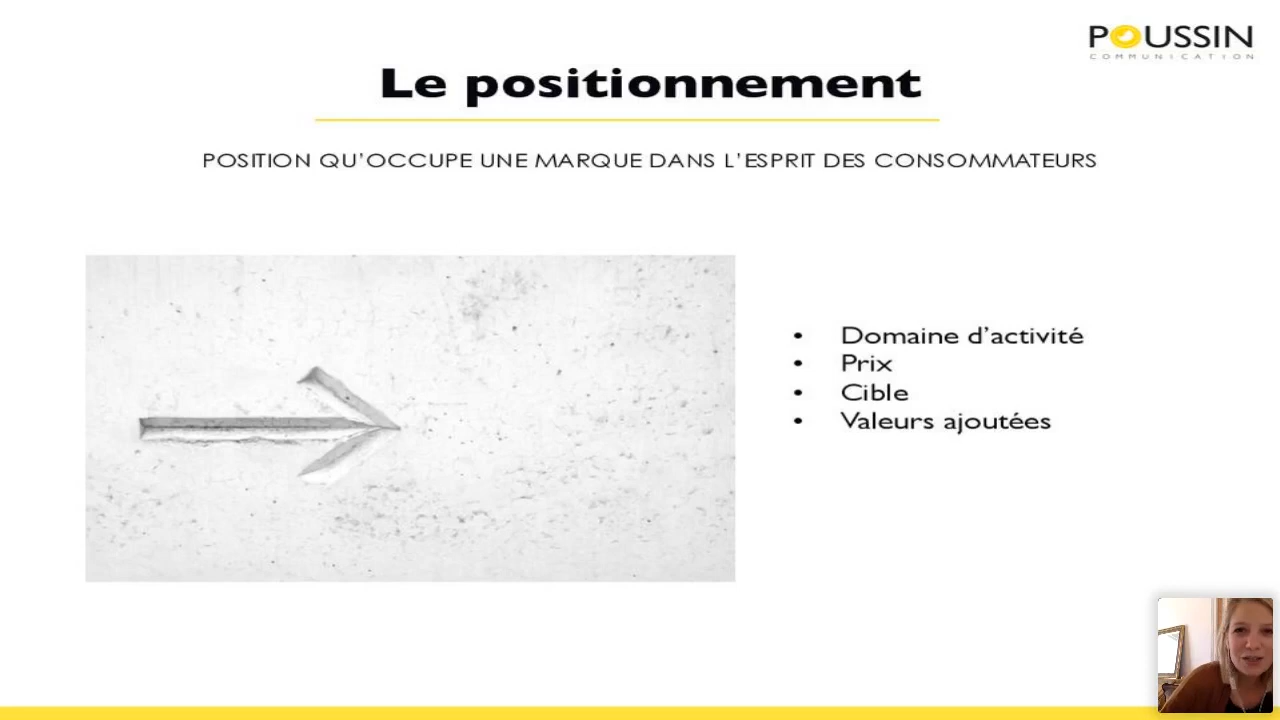 POUSSIN
COMMUNICATION
Le positionnement
POSITION QU'OCCUPE UNE MARQUE DANS L'ESPRIT DES CONSOMMATEURS
• Domaine d'activité
• Prix
• Cible
• Valeurs ajoutées